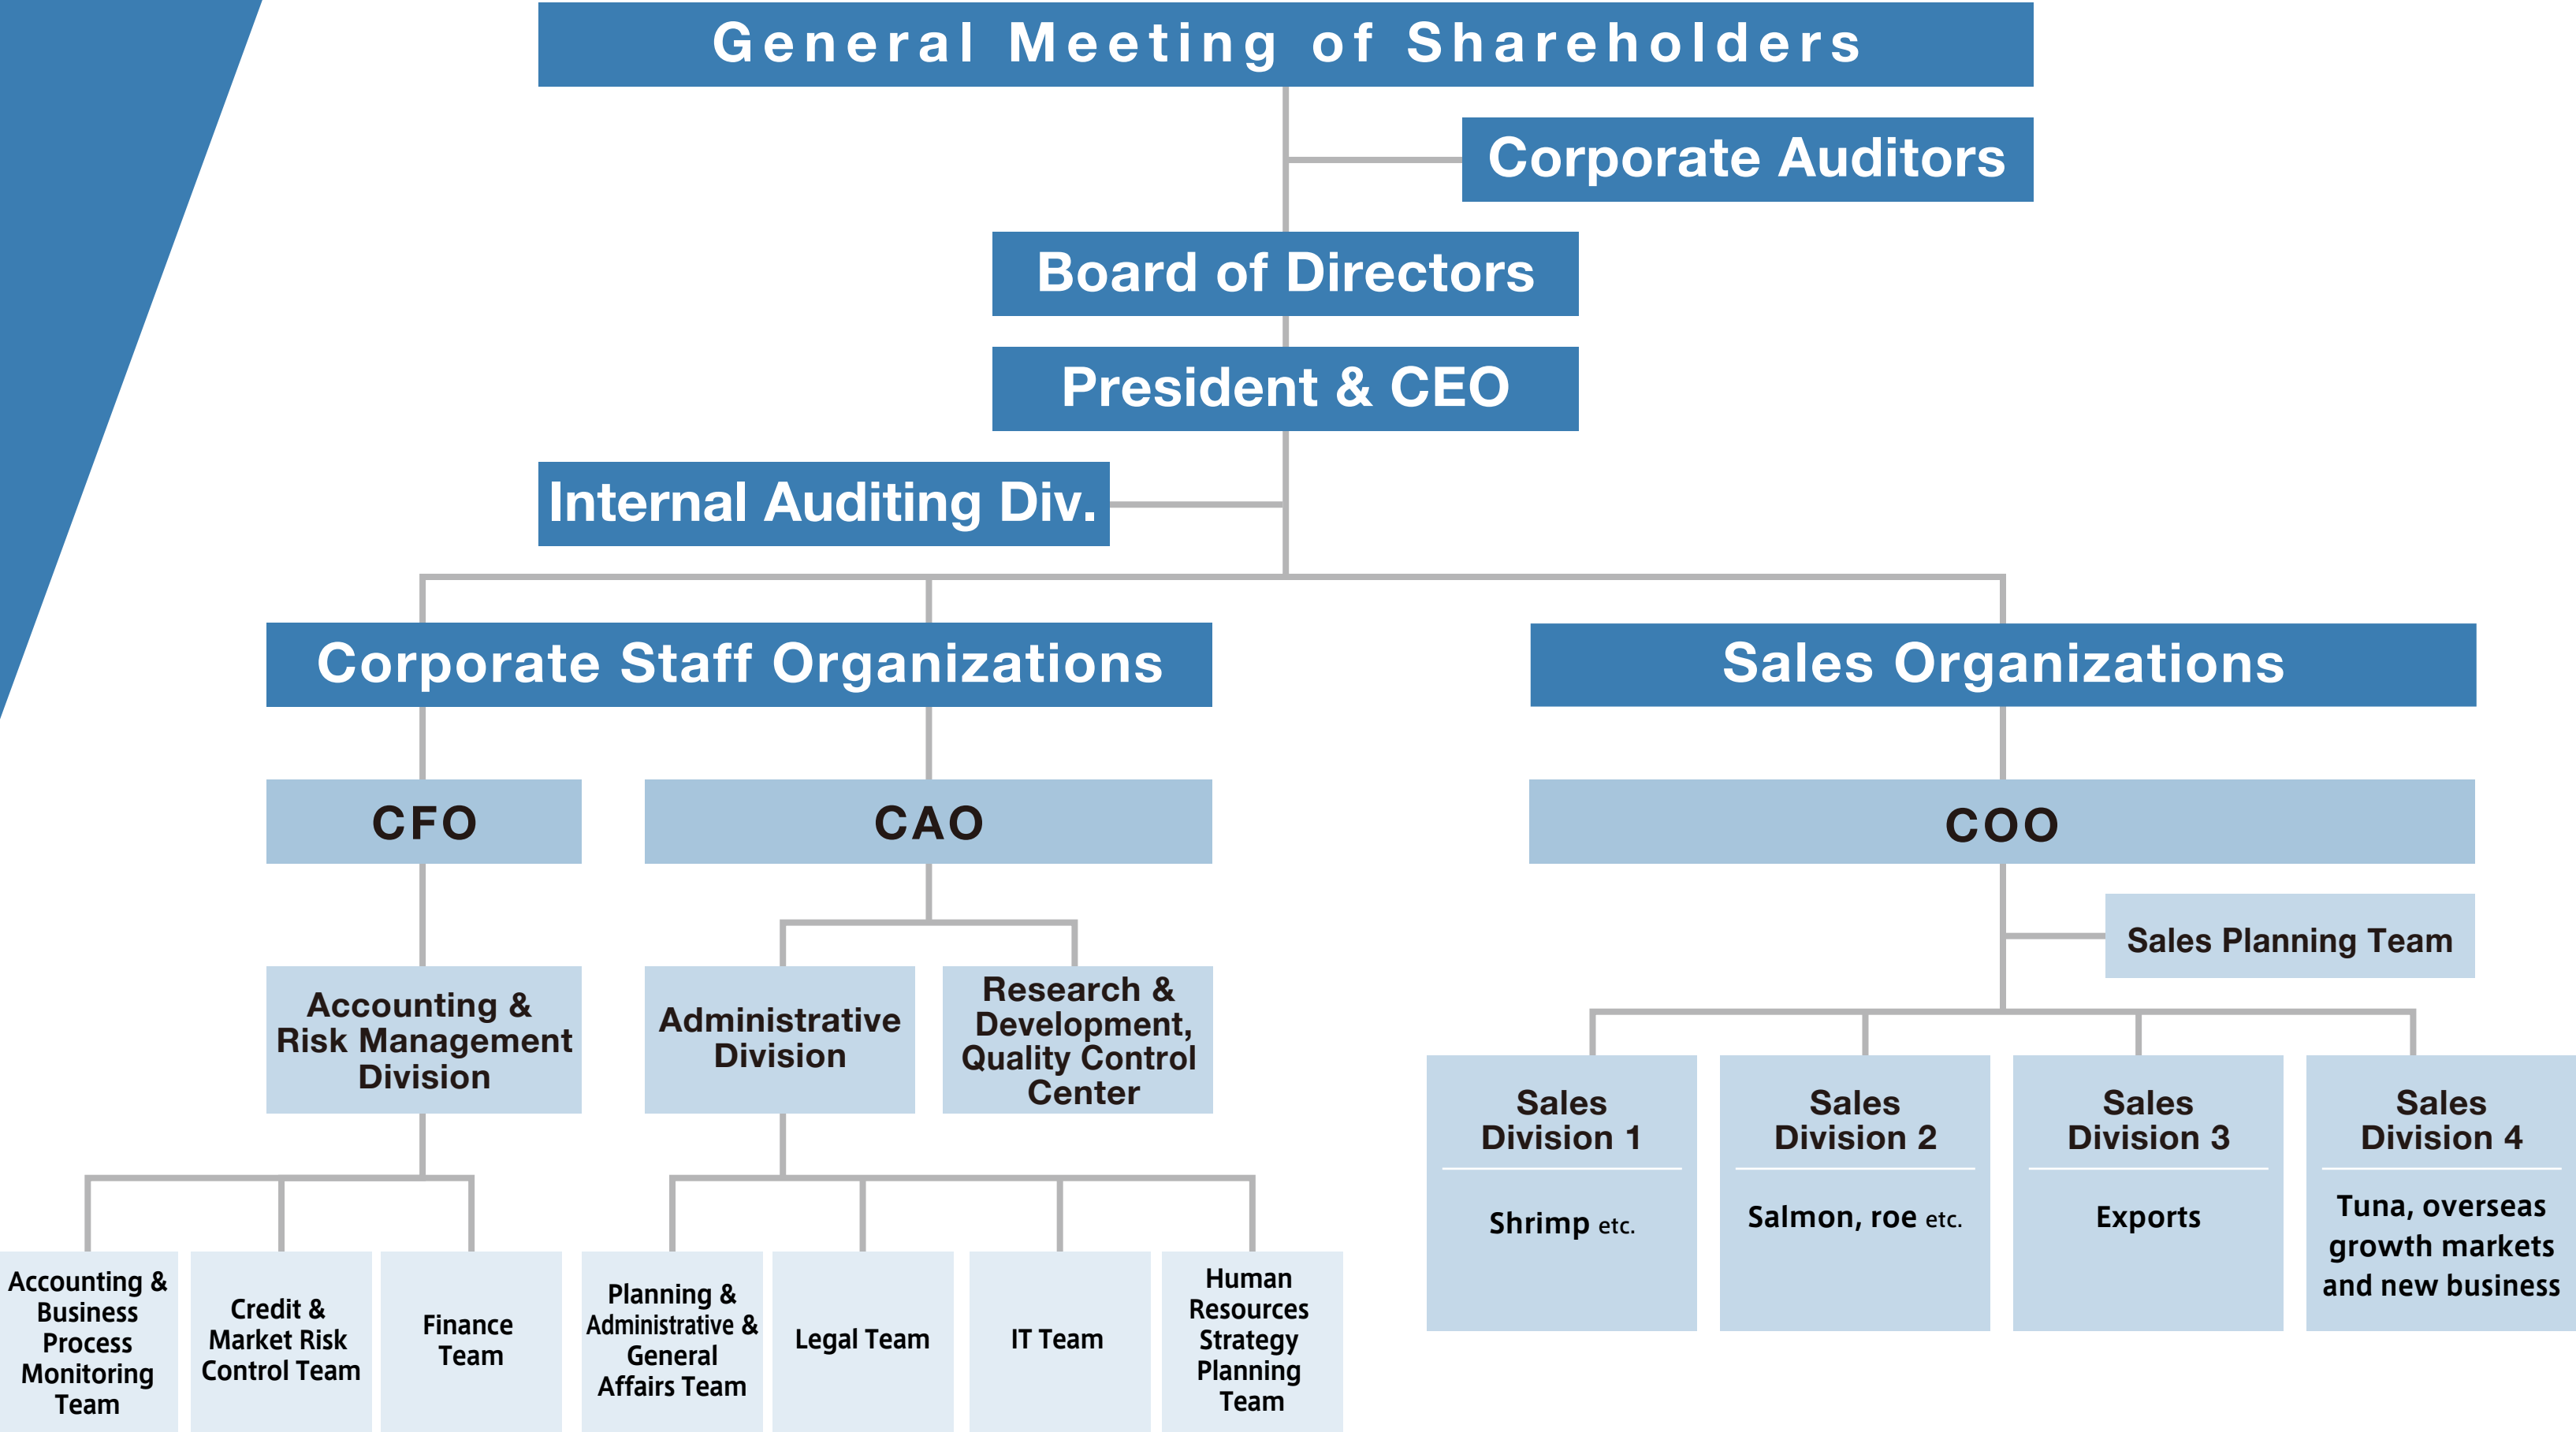 General Meeting of Shareholders
Corporate Auditors
Board of Directors
President & CEO
Internal Auditing Div.
Corporate Staff Organizations
Sales Organizations
CFO
CAO
COO
Sales Planning Team
Accounting &
Risk Management
Division
Administrative
Division
Research &
Development,
Quality Control
Center
Sales
Division 1
Shrimp etc.
Sales
Division 2
Salmon, roe etc.
Sales
Division 3
Exports
Sales
Division 4
Tuna, overseas
growth markets
and new business
Accounting &
Business
Process
Monitoring
Team
Credit &
Market Risk
Control Team
Finance
Team
Planning &
Administrative &
General
Affairs Team
Legal Team
IT Team
Human
Resources
Strategy
Planning
Team